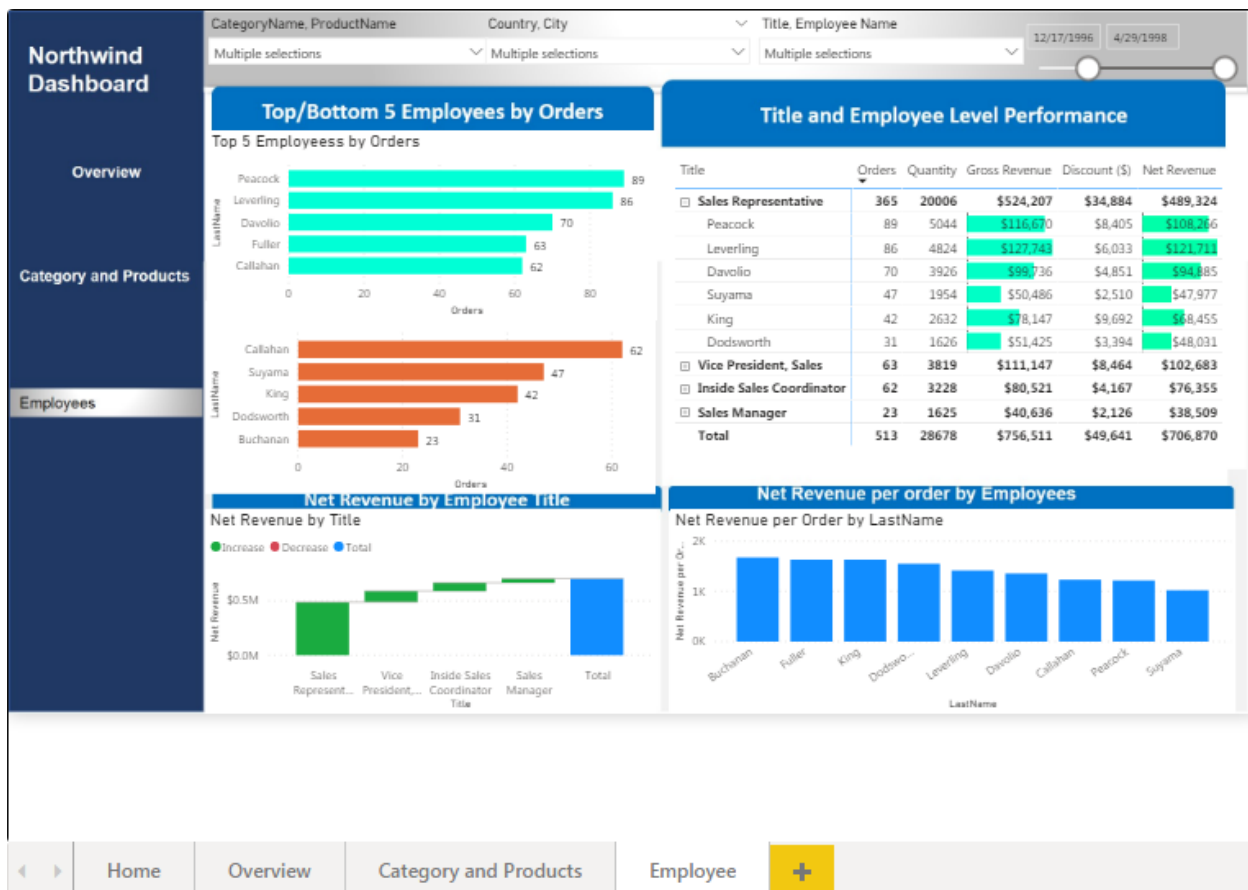 Northwind
Dashboard
Overview
Category and Products
Employees
CategoryName, ProductName
Multiple selections
Country, City
Multiple selections
Title, Employee Name
Multiple selections
12/17/1996 4/29/1998
Top/Bottom 5 Employees by Orders
Top 5 Employeess by Orders
LastName
Peacock 89
Leverling 86
Davolio 70
Fuller 63
Callahan 62
0 20 40 60 80
Orders
LastName
Callahan 62
Suyama 47
King 42
Dodsworth 31
Buchanan 23
0 20 40 60
Orders
Title and Employee Level Performance
Title Orders Quantity Gross Revenue Discount ($) Net Revenue
Sales Representative 365 20006 $524,207 $34,884 $489,324
Peacock 89 5044 $116,670 $8,405 $108,266
Leverling 86 4824 $127,743 $6,033 $121,711
Davolio 70 3926 $99,736 $4,851 $94,885
Suyama 47 1954 $50,486 $2,510 $47,977
King 42 2632 $78,147 $9,692 $68,455
Dodsworth 31 1626 $51,425 $3,394 $48,031
Vice President, Sales 63 3819 $111,147 $8,464 $102,683
Inside Sales Coordinator 62 3228 $80,521 $4,167 $76,355
Sales Manager 23 1625 $40,636 $2,126 $38,509
Total 513 28678 $756,511 $49,641 $706,870
Net Revenue by Employee Title
Net Revenue by Title
Increase Decrease Total
Net Revenue
$0.5M
$0.0M
Sales Vice Inside Sales Sales Total
Represent... President,... Coordinator Manager
Title
Net Revenue per order by Employees
Net Revenue per Order by LastName
Net Revenue per Or...
2K
1K
0K
Buchanan Fuller King Dodswo... Leverling Davolio Callahan Peacock Suyama
LastName
Home Overview Category and Products Employee +